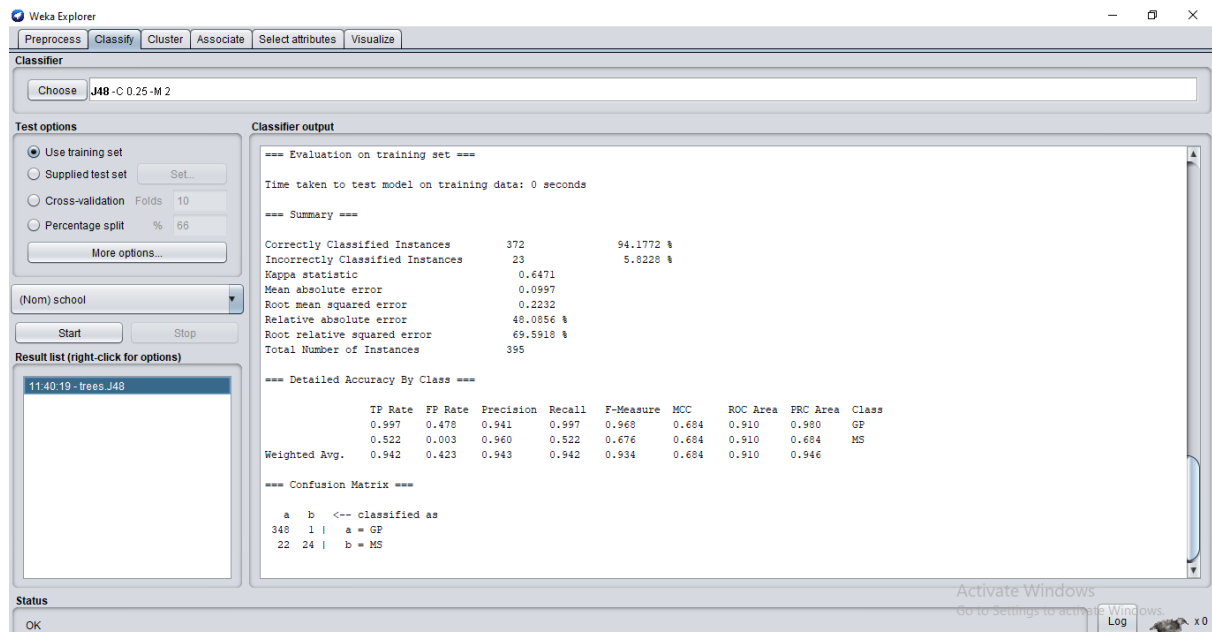 Weka Explorer
Preprocess Classify Cluster Associate Select attributes Visualize
Classifier
Choose J48 -C 0.25 -M 2
Test options
Use training set
Supplied test set Set...
Cross-validation Folds 10
Percentage split % 66
More options...
(Nom) school
Start Stop
Result list (right-click for options)
11:40:19 - trees.J48
Classifier output
=== Evaluation on training set ===
Time taken to test model on training data: 0 seconds
=== Summary ===
Correctly Classified Instances 372 94.1772 %
Incorrectly Classified Instances 23 5.8228 %
Kappa statistic 0.6471
Mean absolute error 0.0997
Root mean squared error 0.2232
Relative absolute error 48.0856 %
Root relative squared error 69.5918 %
Total Number of Instances 395
=== Detailed Accuracy By Class ===
TP Rate FP Rate Precision Recall F-Measure MCC ROC Area PRC Area Class
0.997 0.478 0.941 0.997 0.968 0.684 0.910 0.980 GP
0.522 0.003 0.960 0.522 0.676 0.684 0.910 0.684 MS
Weighted Avg. 0.942 0.423 0.943 0.942 0.934 0.684 0.910 0.946
=== Confusion Matrix ===
a b <-- classified as
348 1 | a = GP
22 24 | b = MS
Activate Windows
Go to Settings to activate Windows.
Status
OK
Log
x 0